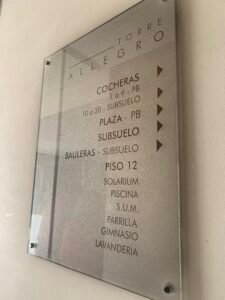 TORRE
ALLEGRO
COCHERAS
1 a 9 - PB
10 a 50 - SUBSUELO
PLAZA - PB
SUBSUELO
BAULERAS - SUBSUELO
PISO 12
SOLARIUM
PISCINA
S.U.M.
PARRILLA
GIMNASIO
LAVANDERÍA